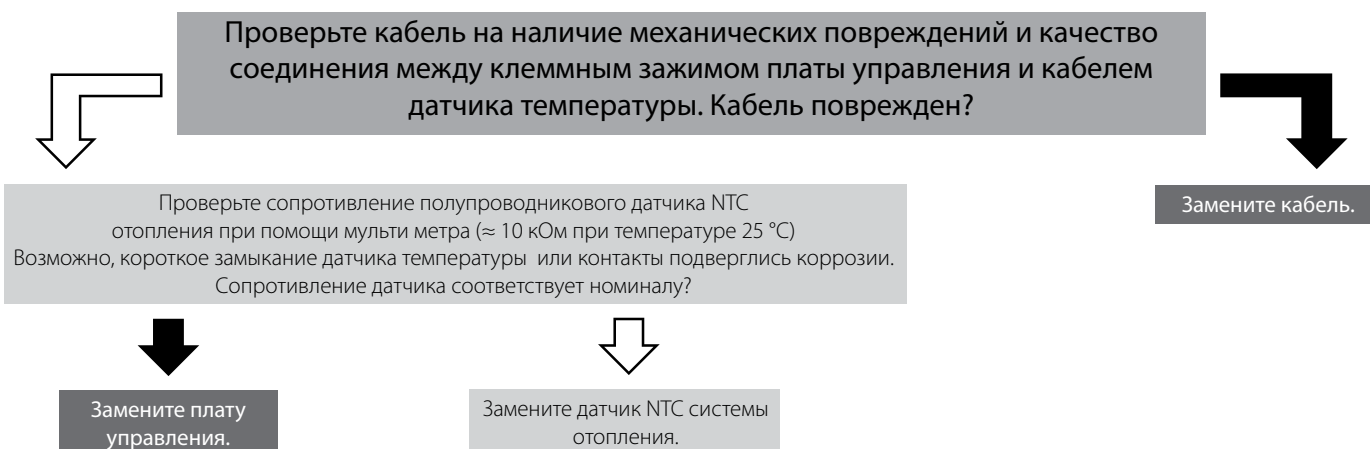 Проверьте кабель на наличие механических повреждений и качество
соединения между клеммным зажимом платы управления и кабелем
датчика температуры. Кабель поврежден?
Замените кабель.
Проверьте сопротивление полупроводникового датчика NTC
отопления при помощи мульти метра (≈ 10 кОм при температуре 25 °C)
Возможно, короткое замыкание датчика температуры или контакты подверглись коррозии.
Сопротивление датчика соответствует номиналу?
Замените плату
управления.
Замените датчик NTC системы
отопления.